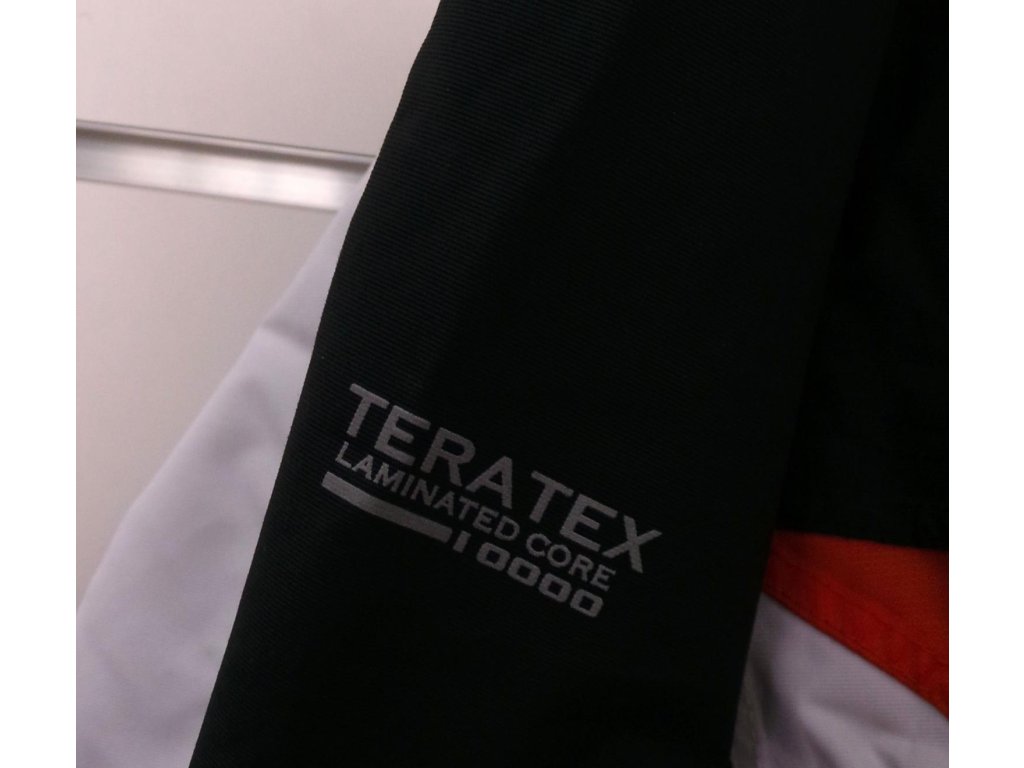 TERATEX
LAMINATED CORE
10000